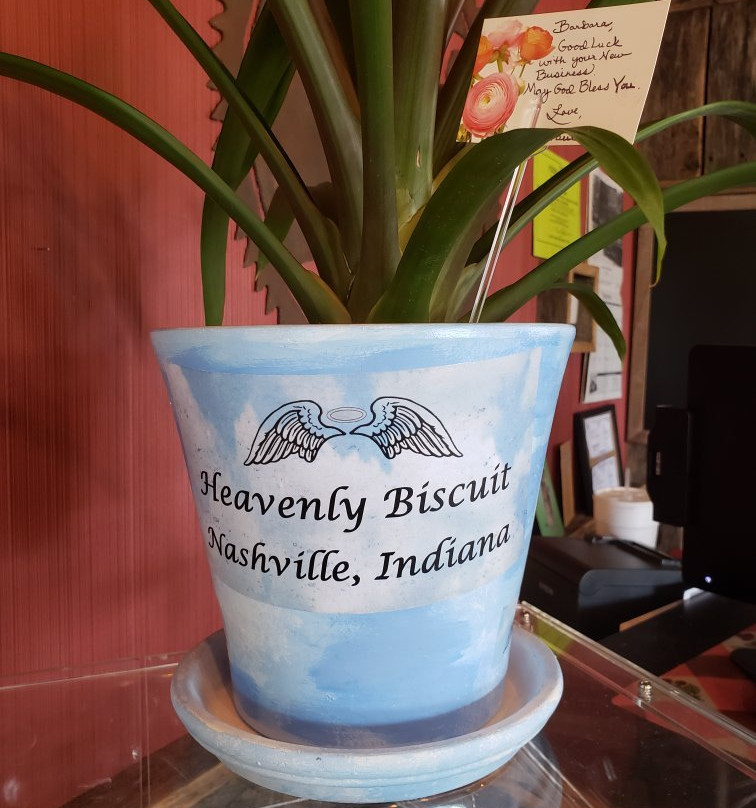 Barbara,
Good Luck
with your New
Business.
May God Bless You.
Love,
Heavenly Biscuit
Nashville, Indiana